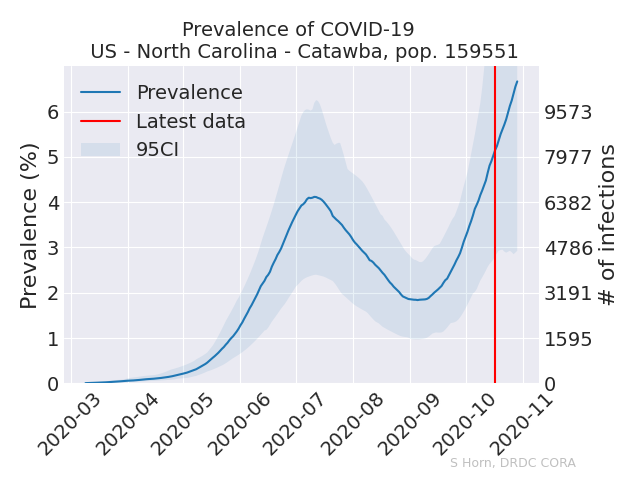 Prevalence of COVID-19
US - North Carolina - Catawba, pop. 159551
Prevalence
Latest data
95CI
Prevalence (%)
6
5
4
3
2
1
0
9573
7977
6382
4786
3191
1595
0
# of infections
2020-03
2020-04
2020-05
2020-06
2020-07
2020-08
2020-09
2020-10
2020-11
S Horn, DRDC CORA